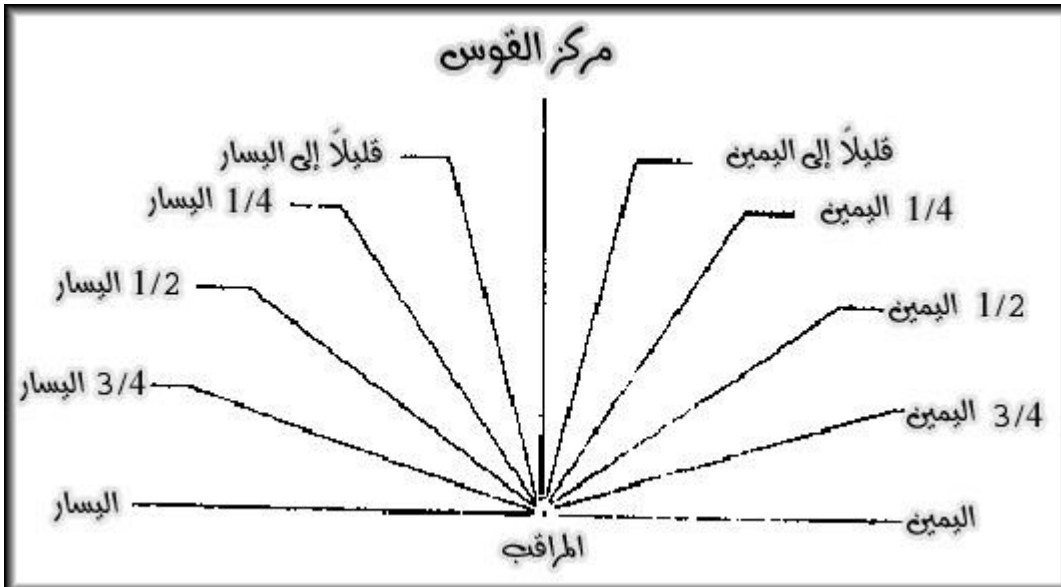 مركز القوس
قليلاً إلى اليمين
قليلاً إلى اليسار
1/4 اليمين
1/4 اليسار
1/2 اليمين
1/2 اليسار
3/4 اليمين
3/4 اليسار
اليمين
اليسار
المراقب